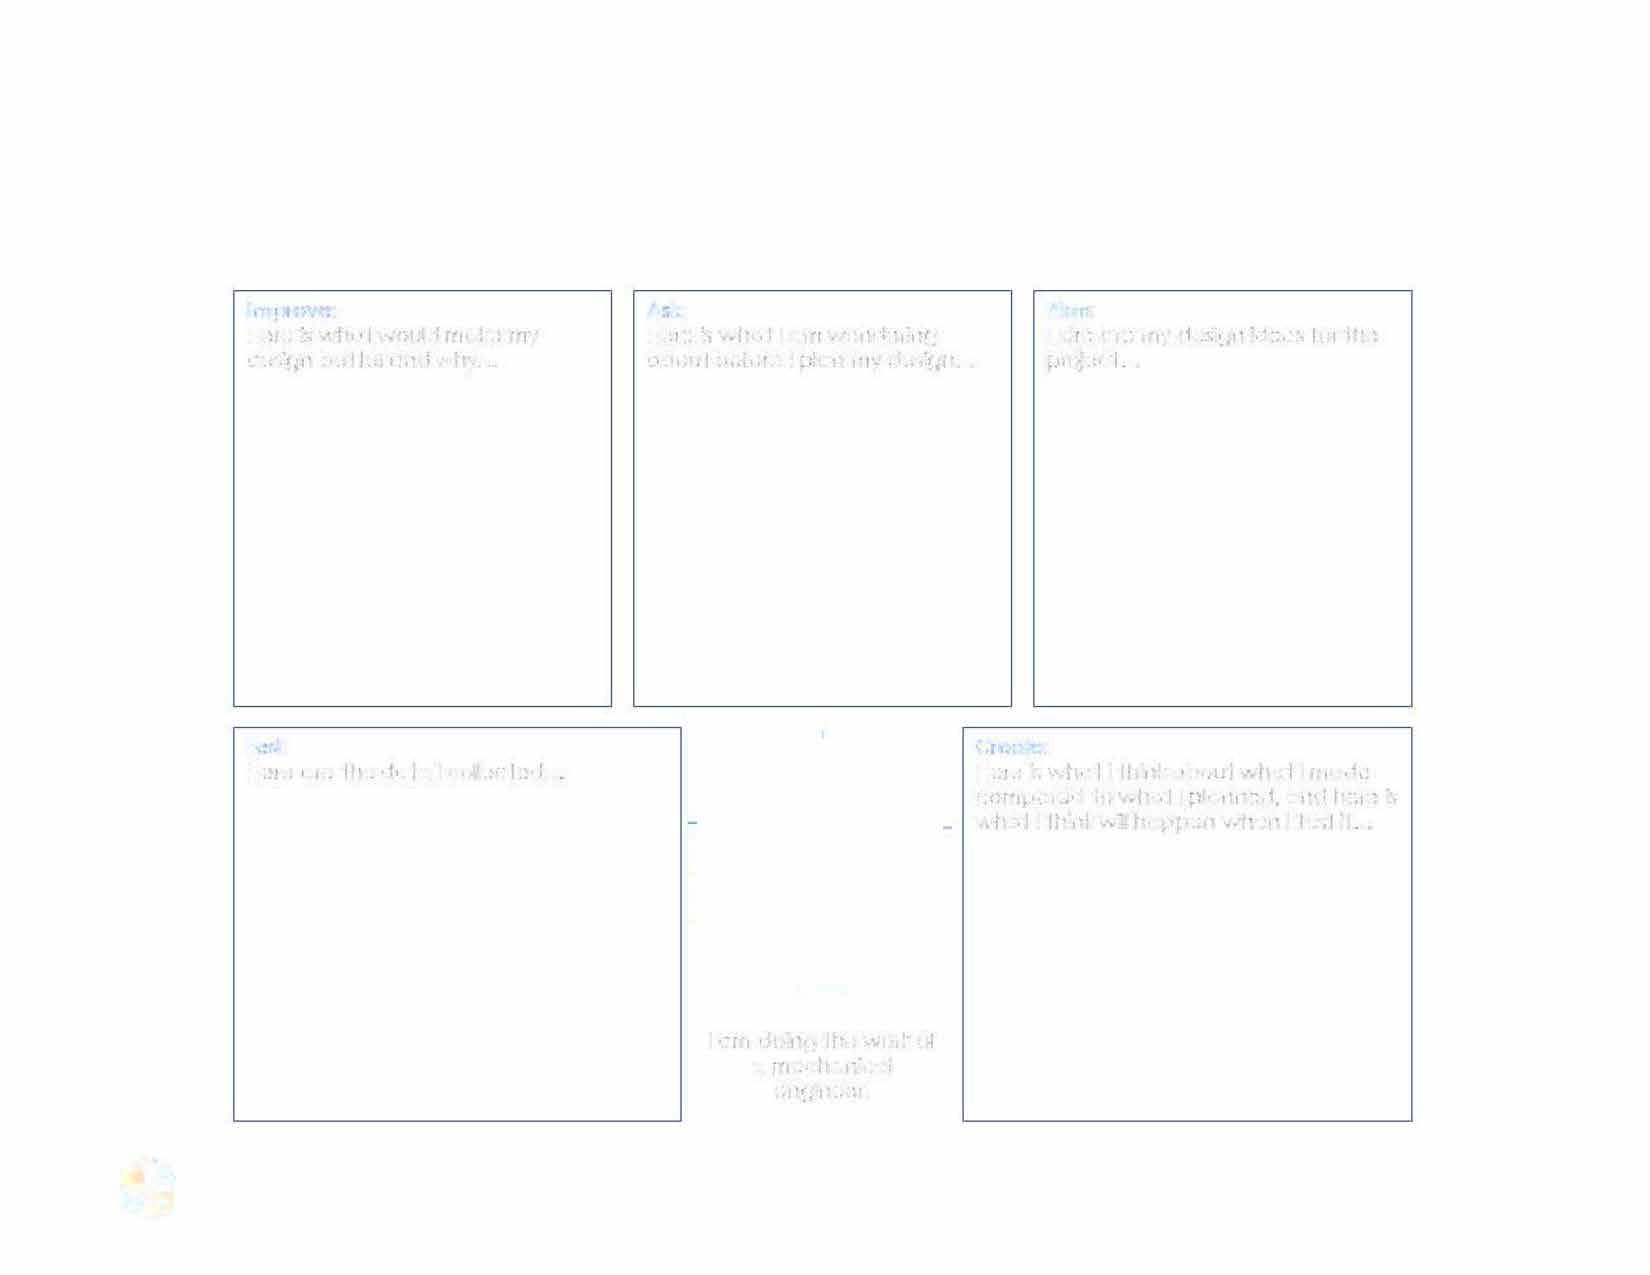 Improve:
Here is what I would make my
design better and why...
Ask:
Here is what I am wondering
about before I plan my design...
Plan:
Here are my design ideas for the
project...
Test:
Here are the data I collected...
Create:
Here is what I think about what I made
compared to what I planned, and here is
what I think will happen when I test it...
I am doing the work of
a mechanical
engineer.